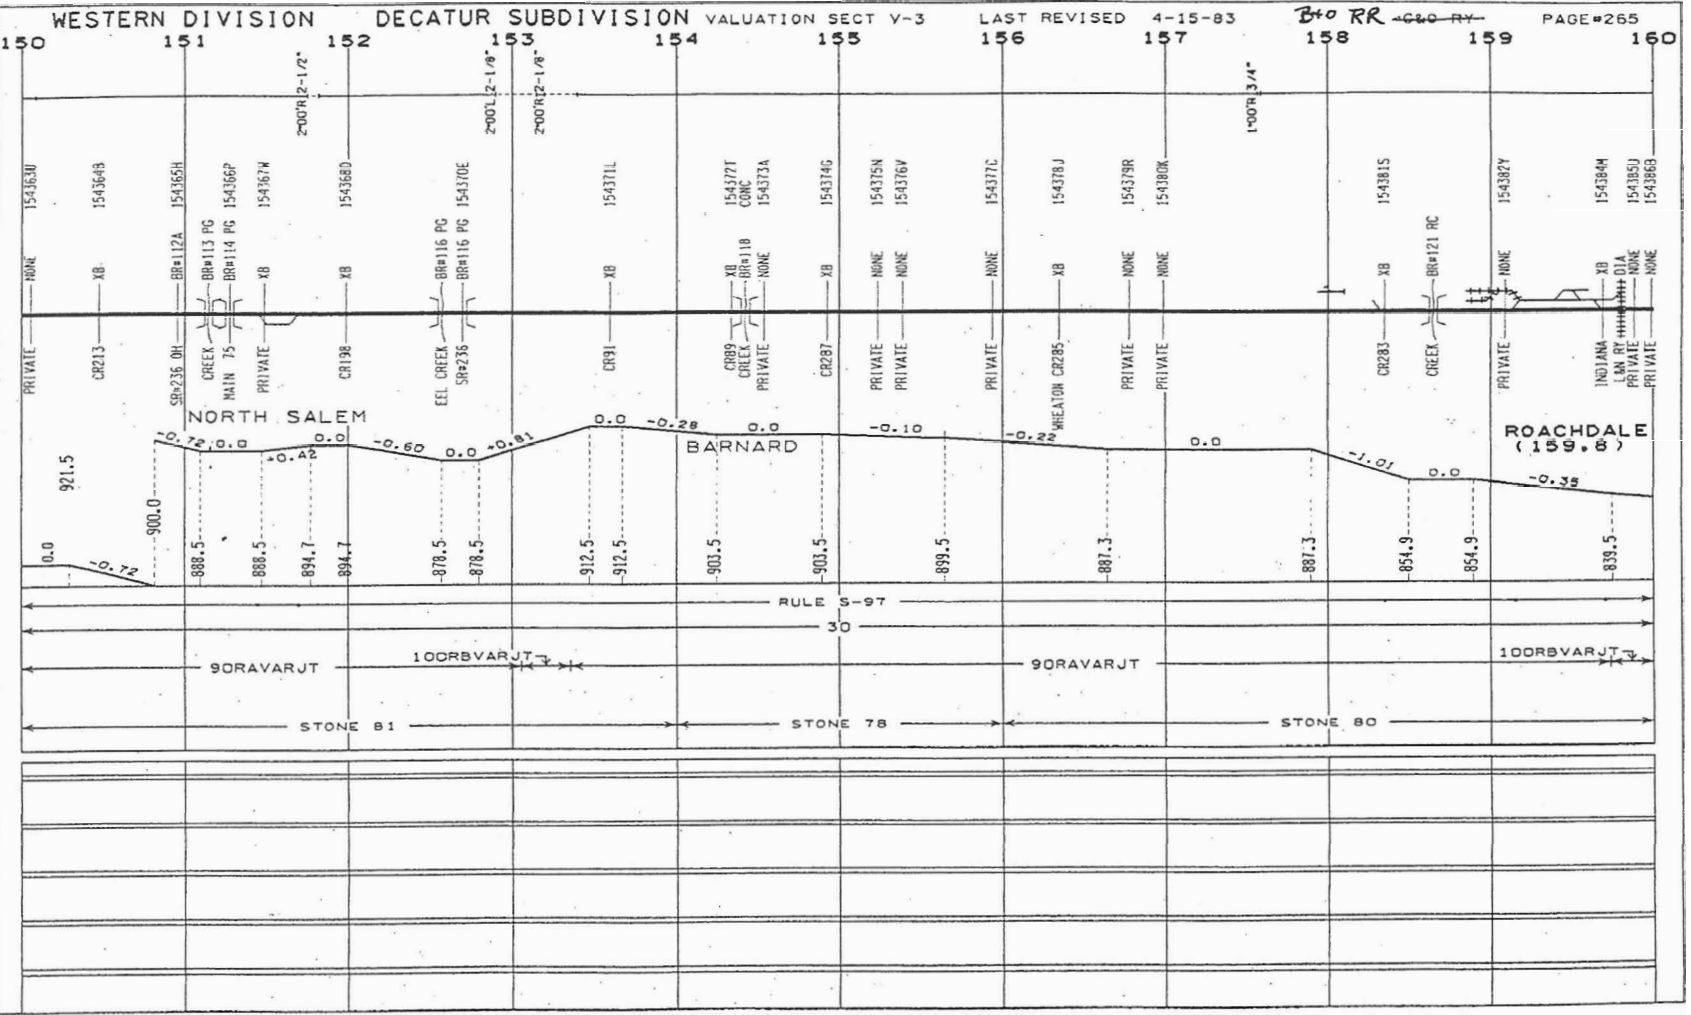 WESTERN DIVISION DECATUR SUBDIVISION VALUATION SECT V-3 LAST REVISED 4-15-83 B+O RR C&O RY PAGE#265
150 151 152 153 154 155 156 157 158 159 160
2°00'R 2-1/2" 2°00'L 2-1/8" 2°00'R 2-1/8" 1°00'R 3/4"
154363U 154364B 154365H 154366P 154367W 154368D 154370E 154371L 154372T 154373A 154374G 154375N 154376V 154377C 154378J 154379R 154380K 154381S 154382Y 154384M 154385U 154386B
CONC
NONE XB BR#112A BR#113 PG BR#114 PG XB XB BR#116 PG BR#116 PG XB XB BR#118 NONE XB NONE NONE NONE XB NONE NONE XB BR#121 RC NONE XB DIA NONE NONE
PRIVATE CR213 SR#236 OH CREEK MAIN 75 PRIVATE CR198 EEL CREEK SR#236 CR91 CR89 CREEK PRIVATE CR287 PRIVATE PRIVATE PRIVATE WHEATON CR285 PRIVATE PRIVATE CR283 CREEK PRIVATE INDIANA L&N RY PRIVATE PRIVATE
NORTH SALEM
BARNARD
ROACHDALE
(159.8)
0.0 -0.72 -0.72 0.0 +0.42 0.0 -0.60 0.0 +0.81 0.0 -0.28 0.0 -0.10 -0.22 0.0 -1.01 0.0 -0.35
921.5 900.0 888.5 888.5 894.7 894.7 878.5 878.5 912.5 912.5 903.5 903.5 899.5 887.3 887.3 854.9 854.9 839.5
RULE S-97
30
90RAVARJT 100RBVARJT 90RAVARJT 100RBVARJT
STONE 81 STONE 78 STONE 80